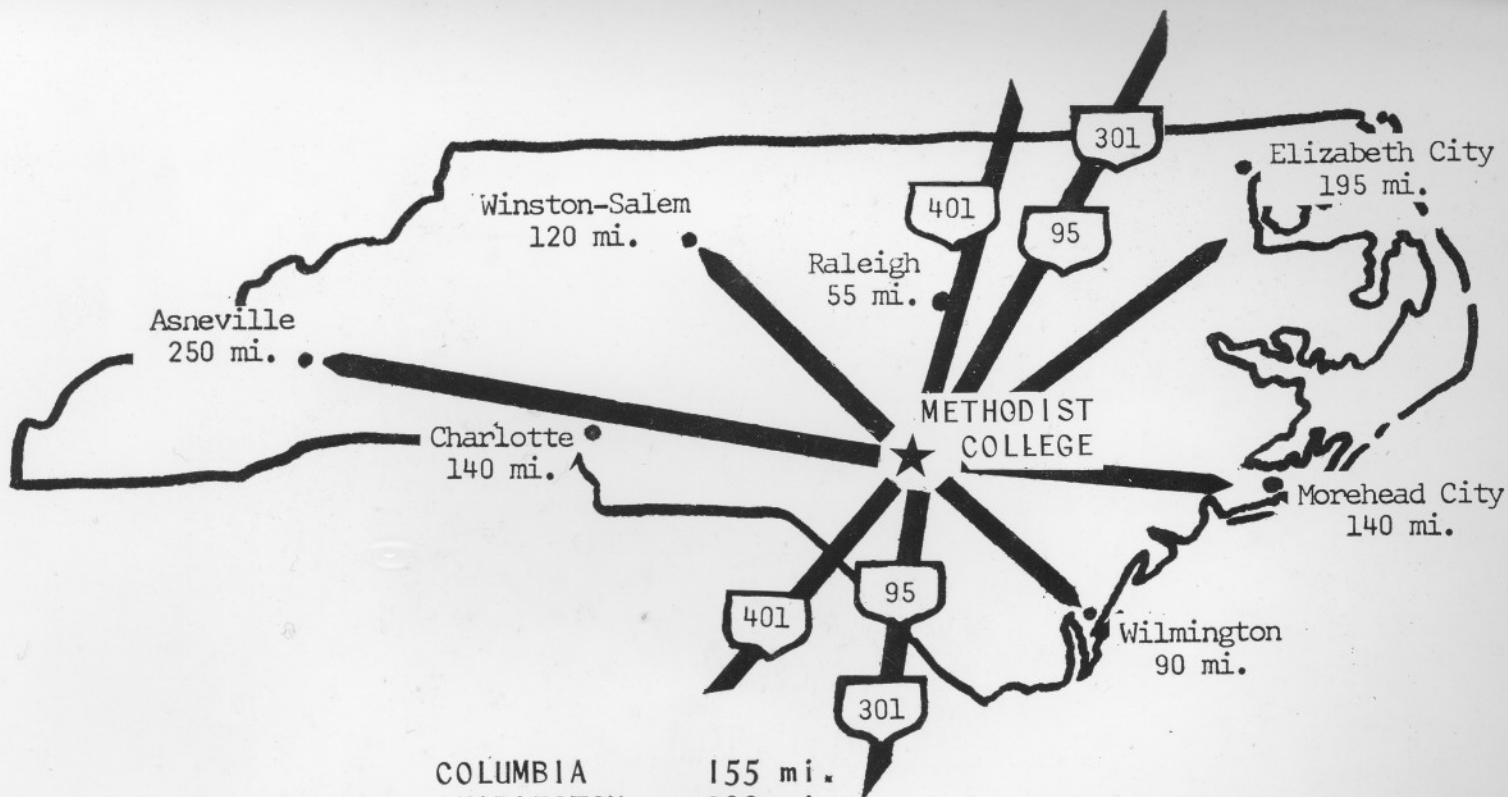 301
Elizabeth City
195 mi.
401
95
Winston-Salem
120 mi.
Raleigh
55 mi.
Asneville
250 mi.
METHODIST
COLLEGE
Charlotte
140 mi.
Morehead City
140 mi.
95
401
Wilmington
90 mi.
301
COLUMBIA 155 mi.